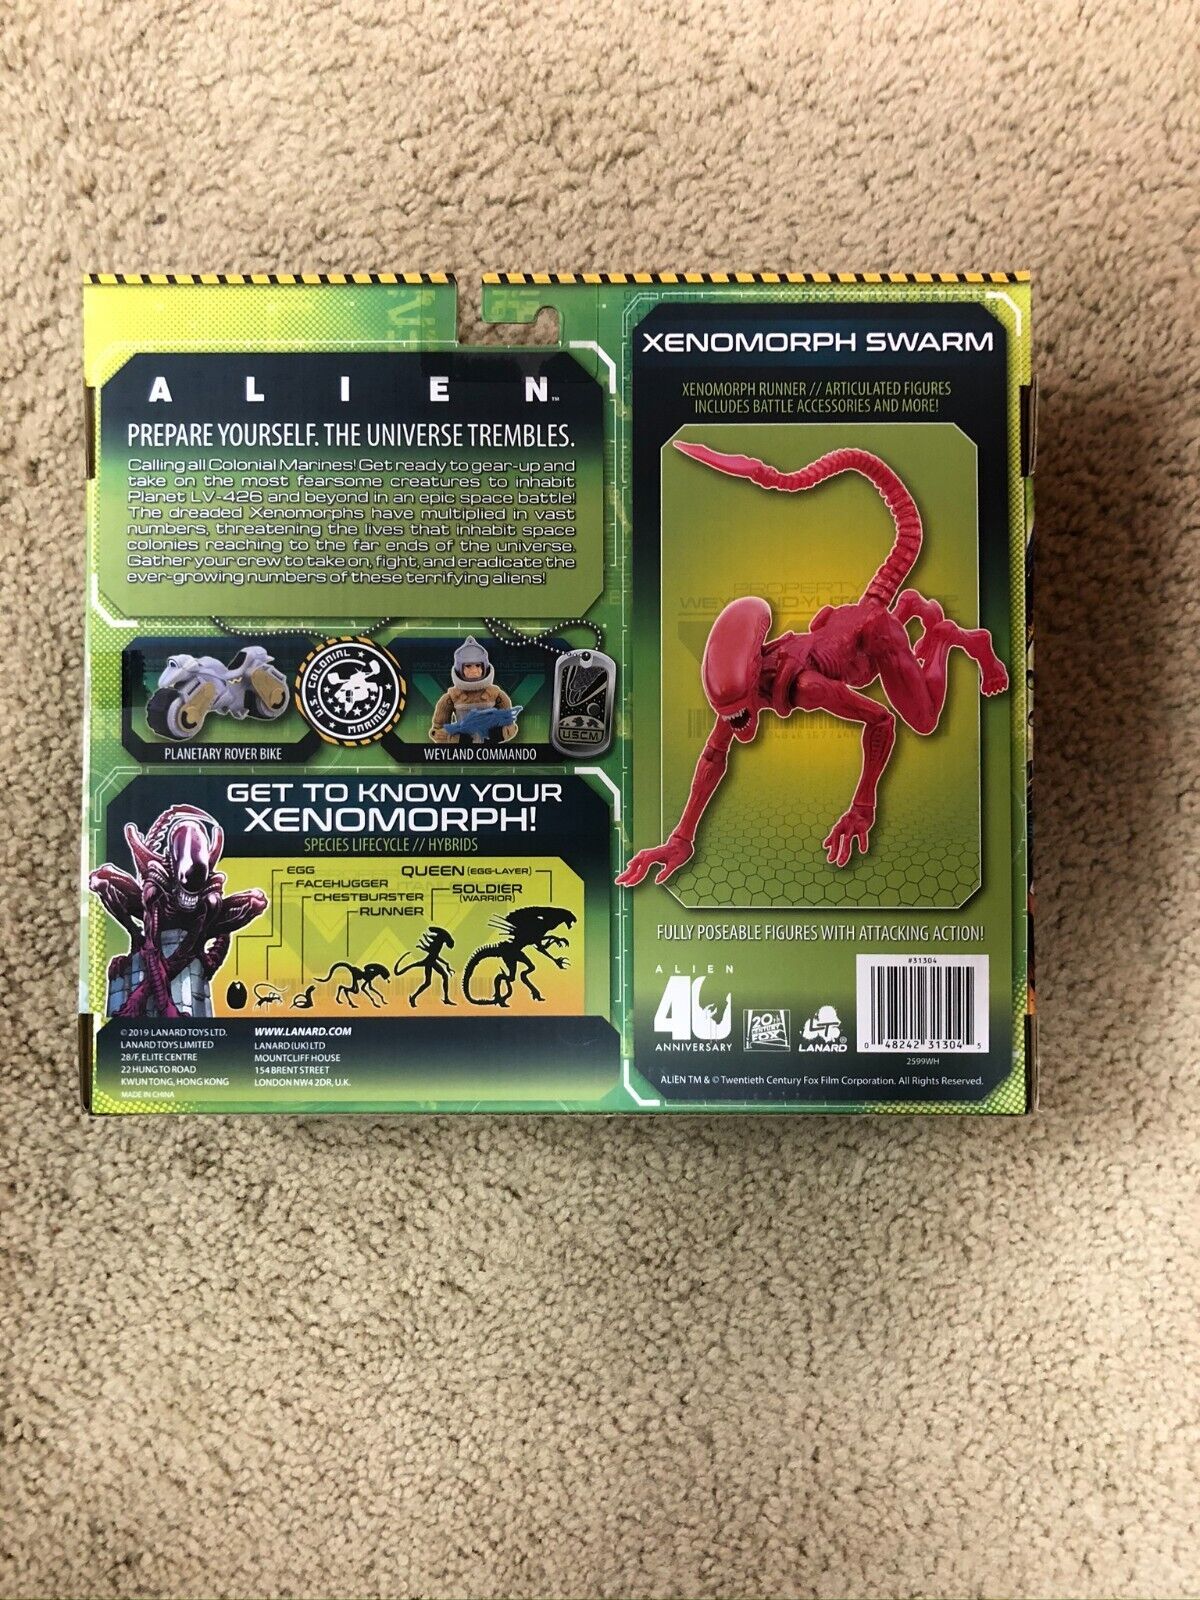 ALIEN™
PREPARE YOURSELF. THE UNIVERSE TREMBLES.
Calling all Colonial Marines! Get ready to gear-up and
take on the most fearsome creatures to inhabit
Planet LV-426 and beyond in an epic space battle!
The dreaded Xenomorphs have multiplied in vast
numbers, threatening the lives that inhabit space
colonies reaching to the far ends of the universe.
Gather your crew to take on, fight, and eradicate the
ever-growing numbers of these terrifying aliens!
PLANETARY ROVER BIKE
COLONIAL
U.S.
MARINES
WEYLAND COMMANDO
USCM
GET TO KNOW YOUR
XENOMORPH!
SPECIES LIFECYCLE // HYBRIDS
EGG
FACEHUGGER
CHESTBURSTER
RUNNER
QUEEN (EGG-LAYER)
SOLDIER
(WARRIOR)
© 2019 LANARD TOYS LTD.
LANARD TOYS LIMITED
28/F, ELITE CENTRE
22 HUNG TO ROAD
KWUN TONG, HONG KONG
MADE IN CHINA
WWW.LANARD.COM
LANARD (UK) LTD
MOUNTCLIFF HOUSE
154 BRENT STREET
LONDON NW4 2DR, U.K.
XENOMORPH SWARM
XENOMORPH RUNNER // ARTICULATED FIGURES
INCLUDES BATTLE ACCESSORIES AND MORE!
PROPERTY
FULLY POSEABLE FIGURES WITH ATTACKING ACTION!
ALIEN
40
ANNIVERSARY
20th
CENTURY
FOX
LT
LANARD®
#31304
0 48242 31304 5
2599WH
ALIEN TM & © Twentieth Century Fox Film Corporation. All Rights Reserved.